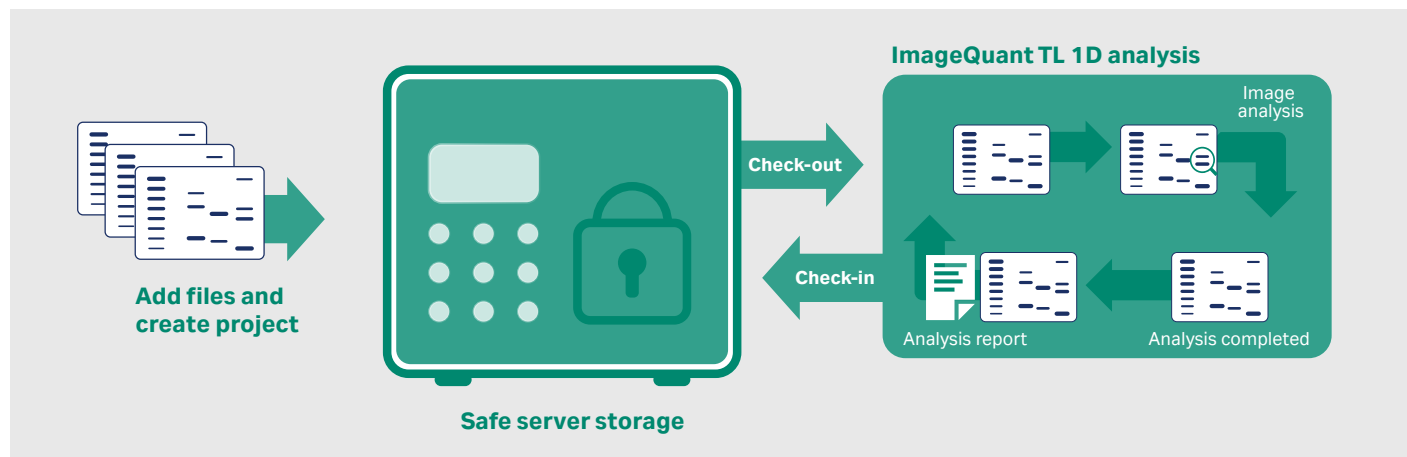 ImageQuant TL 1D analysis
Image
analysis
Check-out
Check-in
Add files and
create project
Analysis report
Analysis completed
Safe server storage